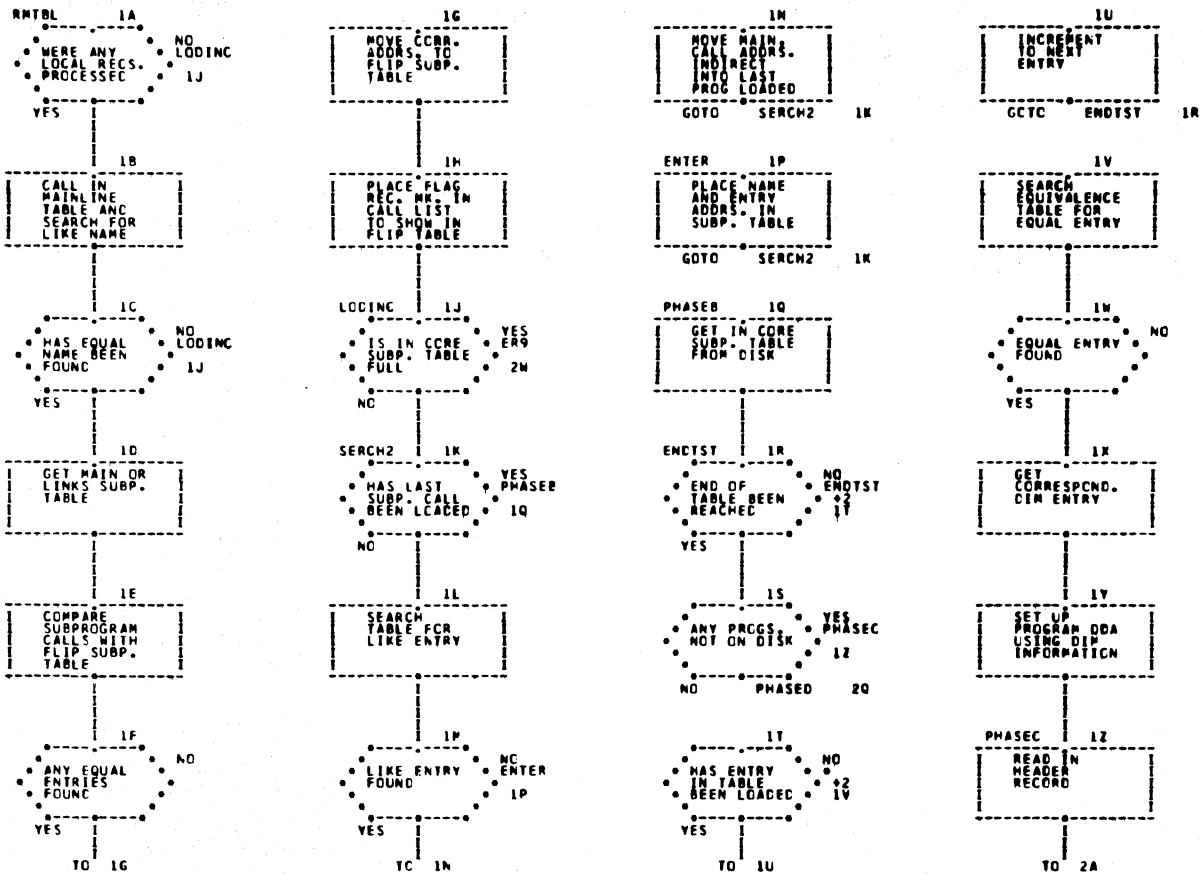 RMTBL 1A
NO
WERE ANY LODINC
LOCAL RECS.
PROCESSEC 1J
YES
1B
CALL IN
MAINLINE
TABLE AND
SEARCH FOR
LIKE NAME
1C
NO
HAS EQUAL LODINC
NAME BEEN
FOUND 1J
YES
1D
GET MAIN OR
LINKS SUBP.
TABLE
1E
COMPARE
SUBPROGRAM
CALLS WITH
FLIP SUBP.
TABLE
1F
NO
ANY EQUAL
ENTRIES
FOUND
YES
TO 1G
1G
MOVE CORR.
ADDRS. TO
FLIP SUBP.
TABLE
1H
PLACE FLAG
REC. MK. IN
CALL LIST
TO SHOW IN
FLIP TABLE
LODINC 1J
YES
IS IN CCRE ER9
SUBP. TABLE
FULL 2W
NO
SERCH2 1K
YES
HAS LAST PHASEB
SUBP. CALL
BEEN LCADED 1Q
NO
1L
SEARCH
TABLE FCR
LIKE ENTRY
1M
NO
LIKE ENTRY ENTER
FOUND
1P
YES
TC 1N
1N
MOVE MAIN.
CALL ADDRS.
INDIRECT
INTO LAST
PROG LOADED
GOTO SERCH2 1K
ENTER 1P
PLACE NAME
AND ENTRY
ADDRS. IN
SUBP. TABLE
GOTO SERCH2 1K
PHASEB 1Q
GET IN CORE
SUBP. TABLE
FROM DISK
ENDTST 1R
NO
END OF ENDTST
TABLE BEEN +2
REACHED 1T
YES
1S
YES
ANY PROGS. PHASEC
NOT ON DISK
1Z
NO PHASED 2Q
1T
NO
HAS ENTRY
IN TABLE +2
BEEN LOADEC 1V
YES
TO 1U
1U
INCREMENT
TO NEXT
ENTRY
GCTC ENDTST 1R
1V
SEARCH
EQUIVALENCE
TABLE FOR
EQUAL ENTRY
1W
NO
EQUAL ENTRY
FOUND
YES
1X
GET
CORRESPCND.
DIM ENTRY
1Y
SET UP
PROGRAM DDA
USING DIM
INFORMATICN
PHASEC 1Z
READ IN
HEADER
RECORD
TO 2A